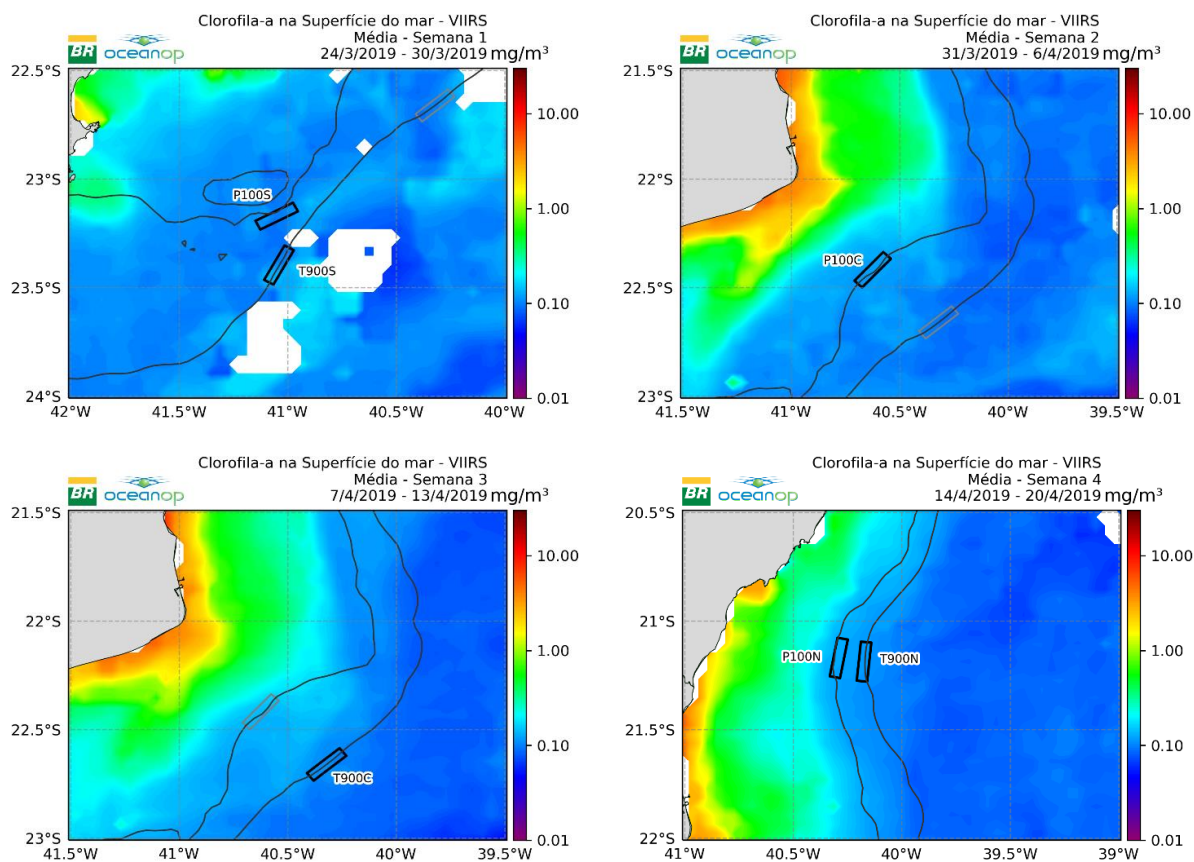 Clorofila-a na Superfície do mar - VIIRS
Média - Semana 1
24/3/2019 - 30/3/2019 mg/m³
BR oceanop
22.5°S
23°S
23.5°S
24°S
42°W 41.5°W 41°W 40.5°W 40°W
P100S
T900S
10.00
1.00
0.10
0.01
Clorofila-a na Superfície do mar - VIIRS
Média - Semana 2
31/3/2019 - 6/4/2019 mg/m³
BR oceanop
21.5°S
22°S
22.5°S
23°S
41.5°W 41°W 40.5°W 40°W 39.5°W
P100C
10.00
1.00
0.10
0.01
Clorofila-a na Superfície do mar - VIIRS
Média - Semana 3
7/4/2019 - 13/4/2019 mg/m³
BR oceanop
21.5°S
22°S
22.5°S
23°S
41.5°W 41°W 40.5°W 40°W 39.5°W
T900C
10.00
1.00
0.10
0.01
Clorofila-a na Superfície do mar - VIIRS
Média - Semana 4
14/4/2019 - 20/4/2019 mg/m³
BR oceanop
20.5°S
21°S
21.5°S
22°S
41°W 40.5°W 40°W 39.5°W 39°W
P100N
T900N
10.00
1.00
0.10
0.01